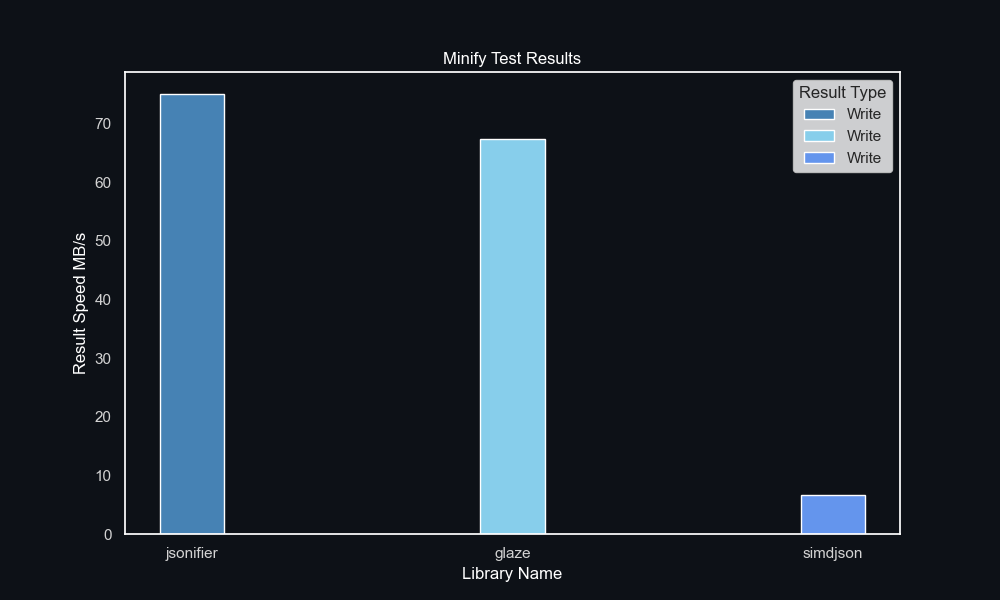 Minify Test Results
Result Type
Write
Write
Write
Result Speed MB/s
70
60
50
40
30
20
10
0
jsonifier glaze simdjson
Library Name